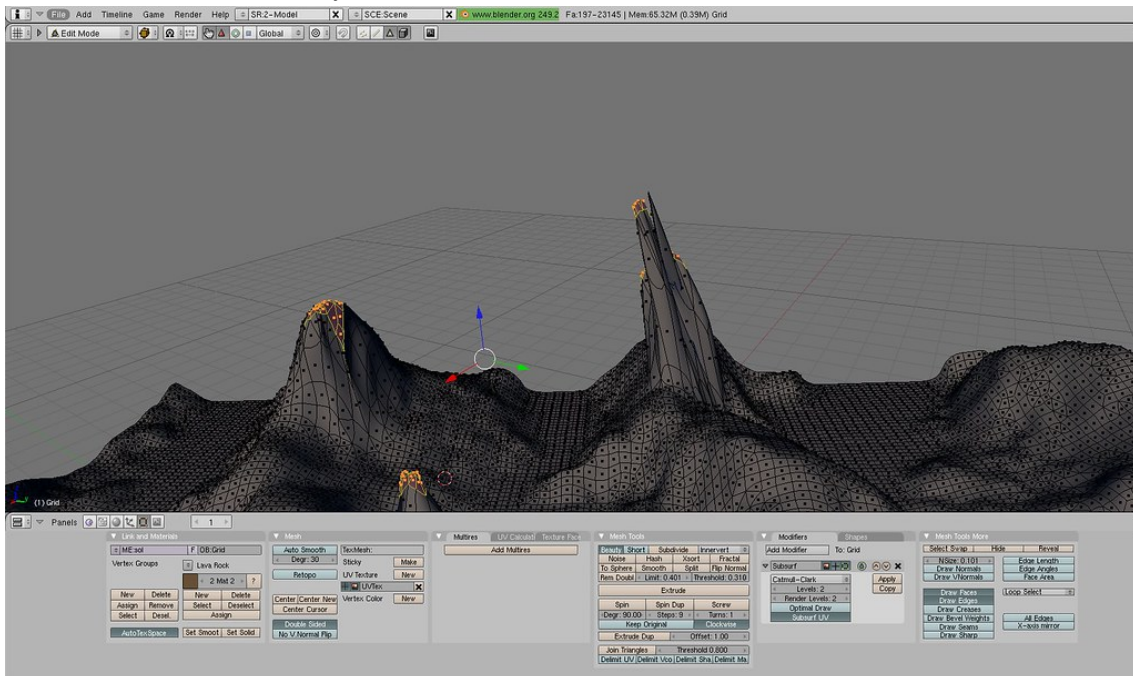 File Add Timeline Game Render Help SR:2-Model X SCE:Scene X www.blender.org 249.2 Fa:197-23145 | Mem:65.32M (0.39M) Grid
Edit Mode Global
(1) Grid
Panels 1
Link and Materials
ME:sol F OB:Grid
Vertex Groups
Lava Rock
2 Mat 2 ?
New Delete New Delete
Assign Remove Select Deselect
Select Desel. Assign
AutoTexSpace Set Smoot Set Solid
Mesh
Auto Smooth TexMesh:
Degr: 30 Sticky Make
Retopo UV Texture New
UVTex
Center Center New Vertex Color New
Center Cursor
Double Sided
No V.Normal Flip
Multires UV Calculati Texture Face
Add Multires
Mesh Tools
Beauty Short Subdivide Innervert
Noise Hash Xsort Fractal
To Sphere Smooth Split Flip Normal
Rem Doubl Limit: 0.401 Threshold: 0.310
Extrude
Spin Spin Dup Screw
Degr: 90.00 Steps: 9 Turns: 1
Keep Original Clockwise
Extrude Dup Offset: 1.00
Join Triangles Threshold 0.800
Delimit UV Delimit Vco Delimit Sha Delimit Ma
Modifiers Shapes
Add Modifier To: Grid
Subsurf
Catmull-Clark Apply
Levels: 2 Copy
Render Levels: 2
Optimal Draw
Subsurf UV
Mesh Tools More
Select Swap Hide Reveal
NSize: 0.101 Edge Length
Draw Normals Edge Angles
Draw VNormals Face Area
Draw Faces Loop Select
Draw Edges
Draw Creases
Draw Bevel Weights All Edges
Draw Seams X-axis mirror
Draw Sharp